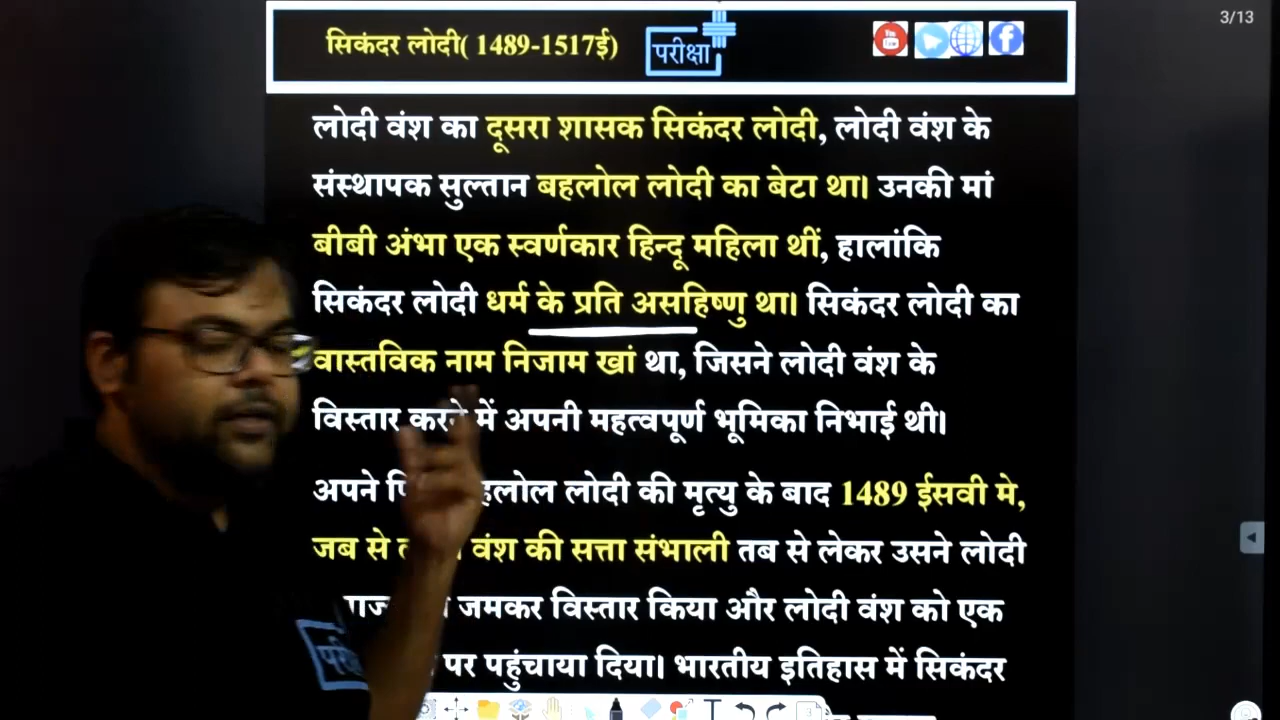 3/13
सिकंदर लोदी( 1489-1517ई)
परीक्षा
You
लोदी वंश का दूसरा शासक सिकंदर लोदी, लोदी वंश के
संस्थापक सुल्तान बहलोल लोदी का बेटा था। उनकी मां
बीबी अंभा एक स्वर्णकार हिन्दू महिला थीं, हालांकि
सिकंदर लोदी धर्म के प्रति असहिष्णु था। सिकंदर लोदी का
वास्तविक नाम निजाम खां था, जिसने लोदी वंश के
विस्तार करने में अपनी महत्वपूर्ण भूमिका निभाई थी।
अपने लोदी की मृत्यु के बाद 1489 ईसवी मे,
जब से वंश की सत्ता संभाली तब से लेकर उसने लोदी
जमकर विस्तार किया और लोदी वंश को एक
पर पहुंचाया दिया। भारतीय इतिहास में सिकंदर